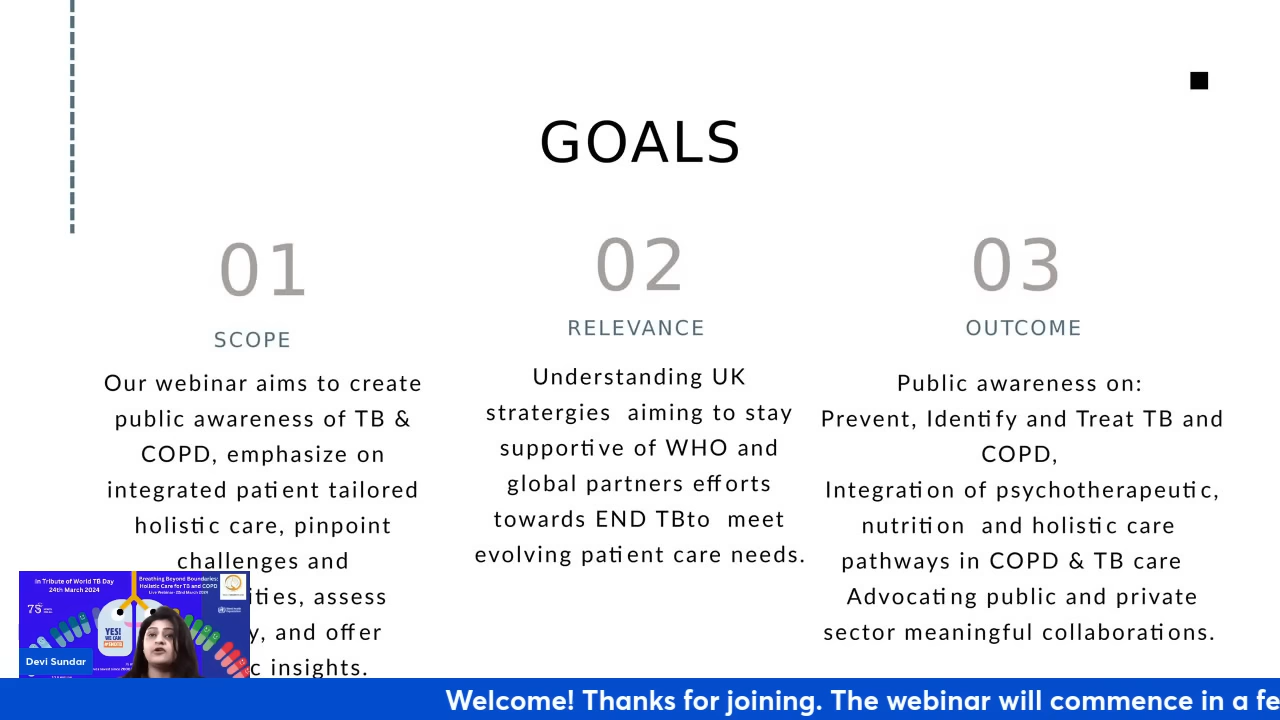 GOALS
01
SCOPE
Our webinar aims to create
public awareness of TB &
COPD, emphasize on
integrated patient tailored
holistic care, pinpoint
challenges and
ities, assess
y, and offer
c insights.
02
RELEVANCE
Understanding UK
stratergies aiming to stay
supportive of WHO and
global partners efforts
towards END TBto meet
evolving patient care needs.
03
OUTCOME
Public awareness on:
Prevent, Identify and Treat TB and
COPD,
Integration of psychotherapeutic,
nutrition and holistic care
pathways in COPD & TB care
Advocating public and private
sector meaningful collaborations.
In Tribute of World TB Day
24th March 2024
Breathing Beyond Boundaries:
Holistic Care for TB and COPD
Live Webinar- 22nd March 2024
75
YES!
WE CAN
Devi Sundar
Welcome! Thanks for joining. The webinar will commence in a fe